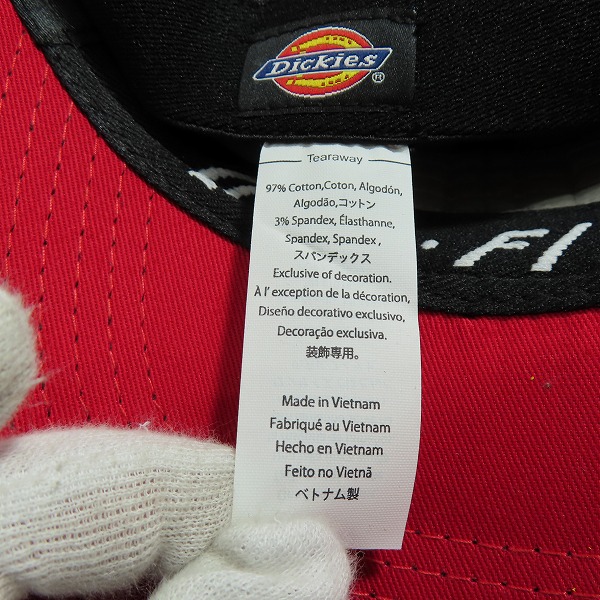 Dickies®
Tearaway
97% Cotton,Coton, Algodón,
Algodão,コットン
3% Spandex, Élasthanne,
Spandex, Spandex ,
スパンデックス
Exclusive of decoration.
À l' exception de la décoration,
Diseño decorativo exclusivo,
Decoração exclusiva.
装飾専用。
Made in Vietnam
Fabriqué au Vietnam
Hecho en Vietnam
Feito no Vietnã
ベトナム製